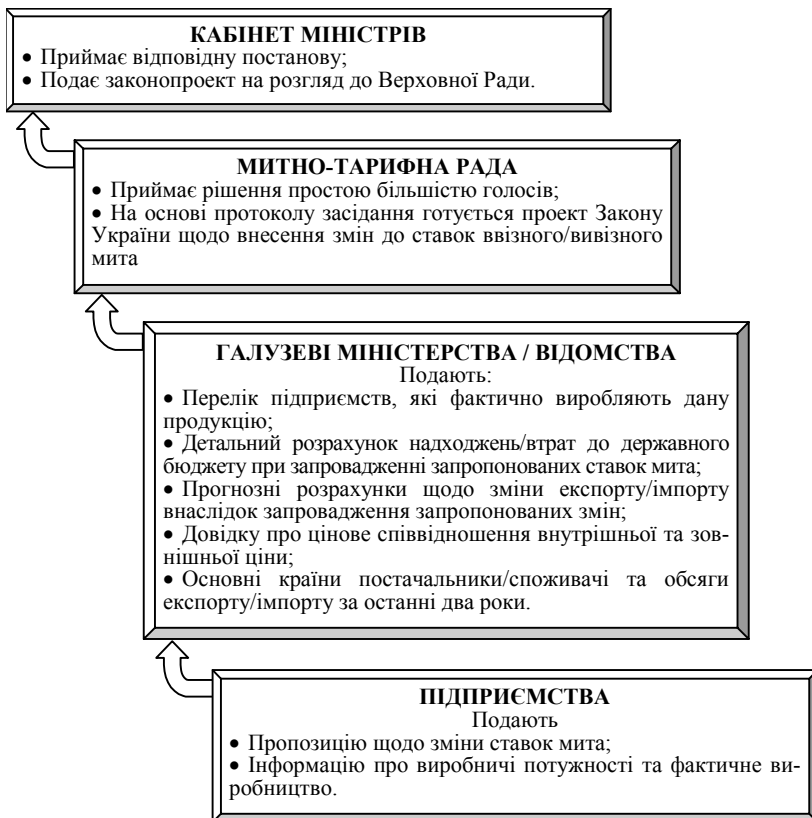 КАБІНЕТ МІНІСТРІВ
• Приймає відповідну постанову;
• Подає законопроект на розгляд до Верховної Ради.
МИТНО-ТАРИФНА РАДА
• Приймає рішення простою більшістю голосів;
• На основі протоколу засідання готується проект Закону
України щодо внесення змін до ставок ввізного/вивізного
мита
ГАЛУЗЕВІ МІНІСТЕРСТВА / ВІДОМСТВА
Подають:
• Перелік підприємств, які фактично виробляють дану
продукцію;
• Детальний розрахунок надходжень/втрат до державного
бюджету при запровадженні запропонованих ставок мита;
• Прогнозні розрахунки щодо зміни експорту/імпорту
внаслідок запровадження запропонованих змін;
• Довідку про цінове співвідношення внутрішньої та зов-
нішньої ціни;
• Основні країни постачальники/споживачі та обсяги
експорту/імпорту за останні два роки.
ПІДПРИЄМСТВА
Подають
• Пропозицію щодо зміни ставок мита;
• Інформацію про виробничі потужності та фактичне ви-
робництво.